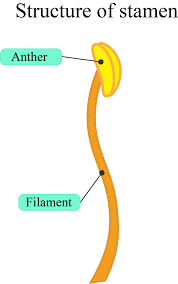 Structure of stamen
Anther
Filament